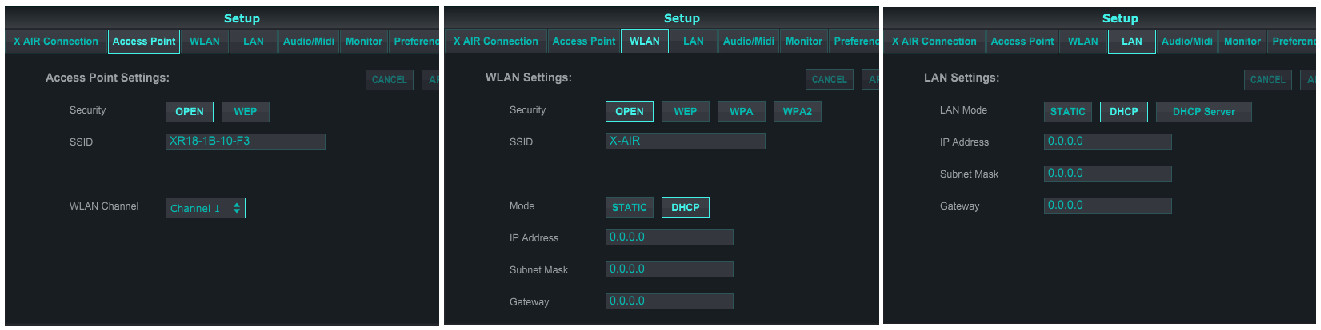 Setup
X AIR Connection Access Point WLAN LAN Audio/Midi Monitor Preferenc
Access Point Settings: CANCEL
Security OPEN WEP
SSID XR18-1B-10-F3
WLAN Channel Channel 1
Setup
X AIR Connection Access Point WLAN LAN Audio/Midi Monitor Preferenc
WLAN Settings: CANCEL
Security OPEN WEP WPA WPA2
SSID X-AIR
Mode STATIC DHCP
IP Address 0.0.0.0
Subnet Mask 0.0.0.0
Gateway 0.0.0.0
Setup
X AIR Connection Access Point WLAN LAN Audio/Midi Monitor Preferenc
LAN Settings: CANCEL
LAN Mode STATIC DHCP DHCP Server
IP Address 0.0.0.0
Subnet Mask 0.0.0.0
Gateway 0.0.0.0